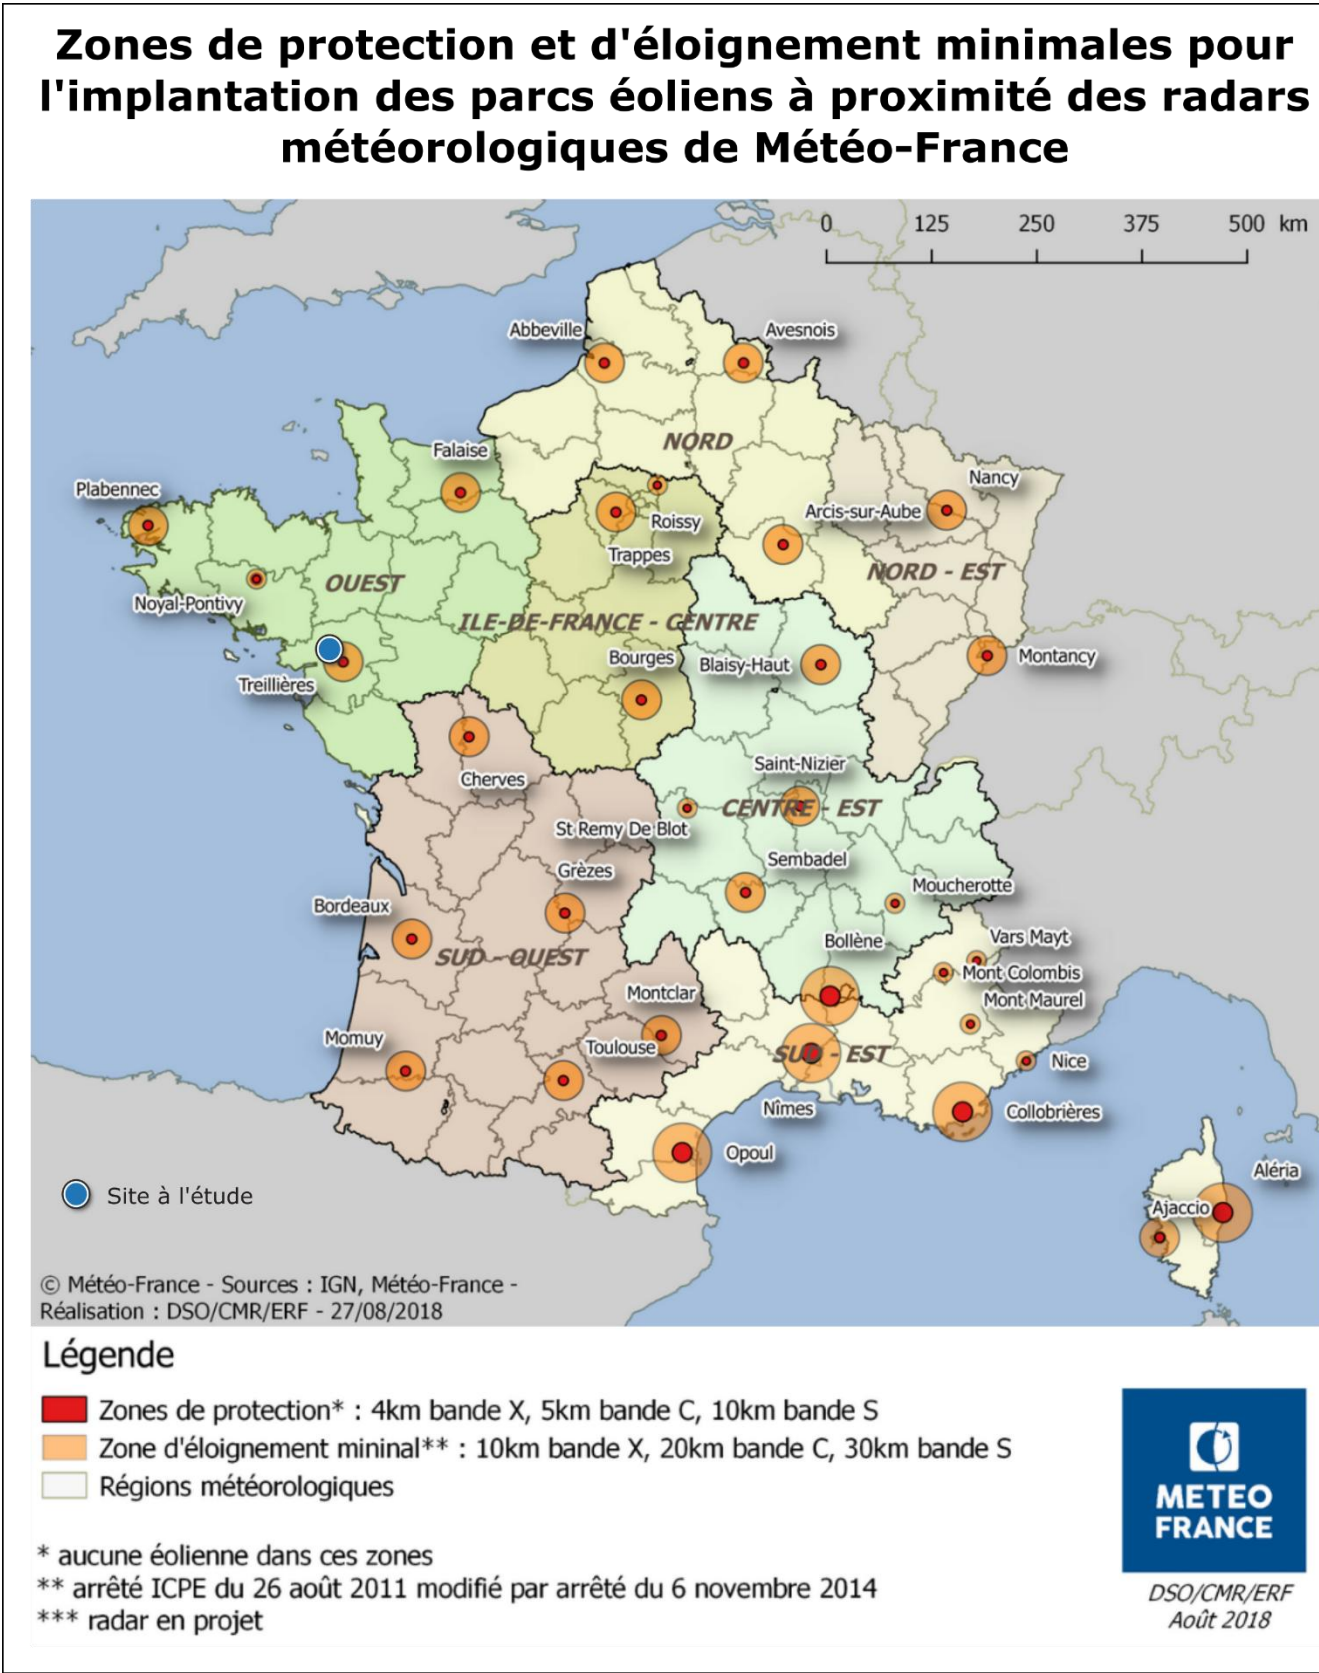 Zones de protection et d'éloignement minimales pour
l'implantation des parcs éoliens à proximité des radars
météorologiques de Météo-France
0 125 250 375 500 km
Abbeville
Avesnois
NORD
Falaise
Nancy
Plabennec
Arcis-sur-Aube
Roissy
Trappes
NORD - EST
OUEST
Noyal-Pontivy
ILE-DE-FRANCE - CENTRE
Bourges
Blaisy-Haut
Montancy
Treillières
Saint-Nizier
Cherves
CENTRE - EST
St Remy De Blot
Sembadel
Grèzes
Moucherotte
Bordeaux
Bollène
Vars Mayt
SUD - OUEST
Mont Colombis
Montclar
Mont Maurel
Momuy
Toulouse
SUD - EST
Nice
Nîmes
Collobrières
Opoul
Aléria
Ajaccio
Site à l'étude
© Météo-France - Sources : IGN, Météo-France -
Réalisation : DSO/CMR/ERF - 27/08/2018
Légende
Zones de protection* : 4km bande X, 5km bande C, 10km bande S
Zone d'éloignement mininal** : 10km bande X, 20km bande C, 30km bande S
Régions météorologiques
* aucune éolienne dans ces zones
** arrêté ICPE du 26 août 2011 modifié par arrêté du 6 novembre 2014
*** radar en projet
METEO
FRANCE
DSO/CMR/ERF
Août 2018